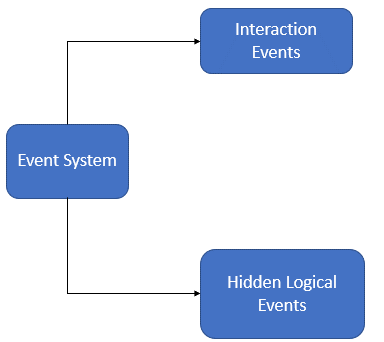 Interaction
Events
Event System
Hidden Logical
Events